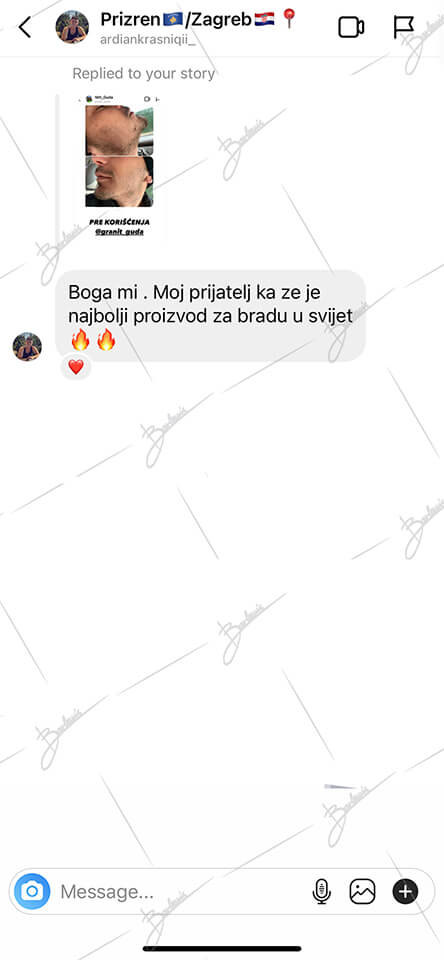 Prizren🇽🇰/Zagreb🇭🇷📍
ardiankrasniqii_
Replied to your story
PRE KORIŠĆENJA
@granit_guda
Boga mi . Moj prijatelj ka ze je
najbolji proizvod za bradu u svijet
🔥🔥
❤️
Message...